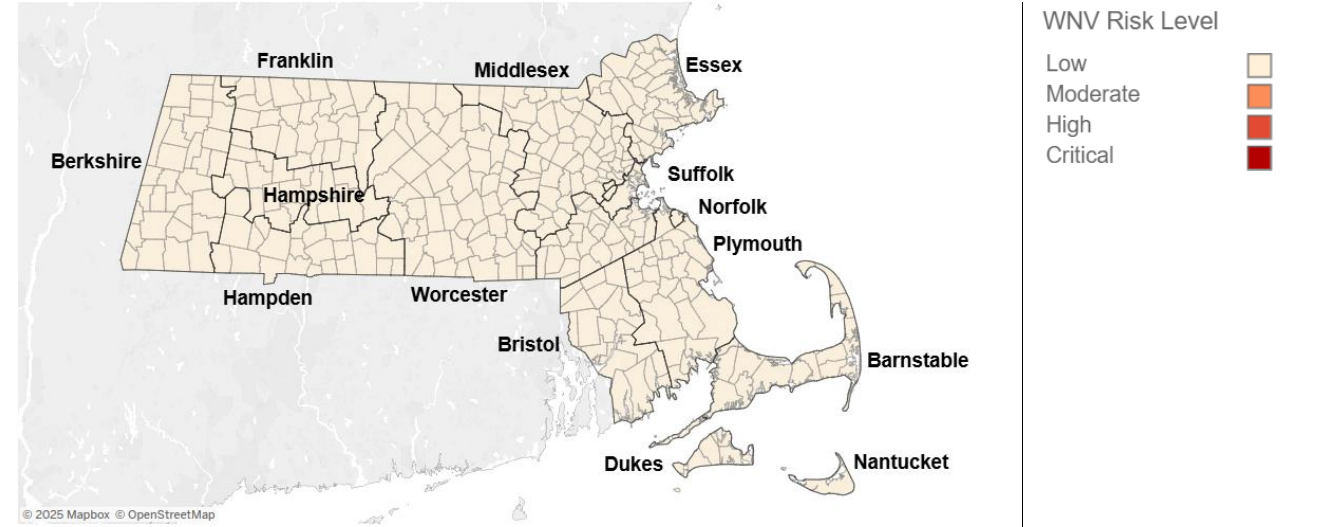 Franklin
Middlesex
Essex
Berkshire
Suffolk
Hampshire
Norfolk
Plymouth
Hampden
Worcester
Bristol
Barnstable
Dukes
Nantucket
© 2025 Mapbox © OpenStreetMap
WNV Risk Level
Low
Moderate
High
Critical